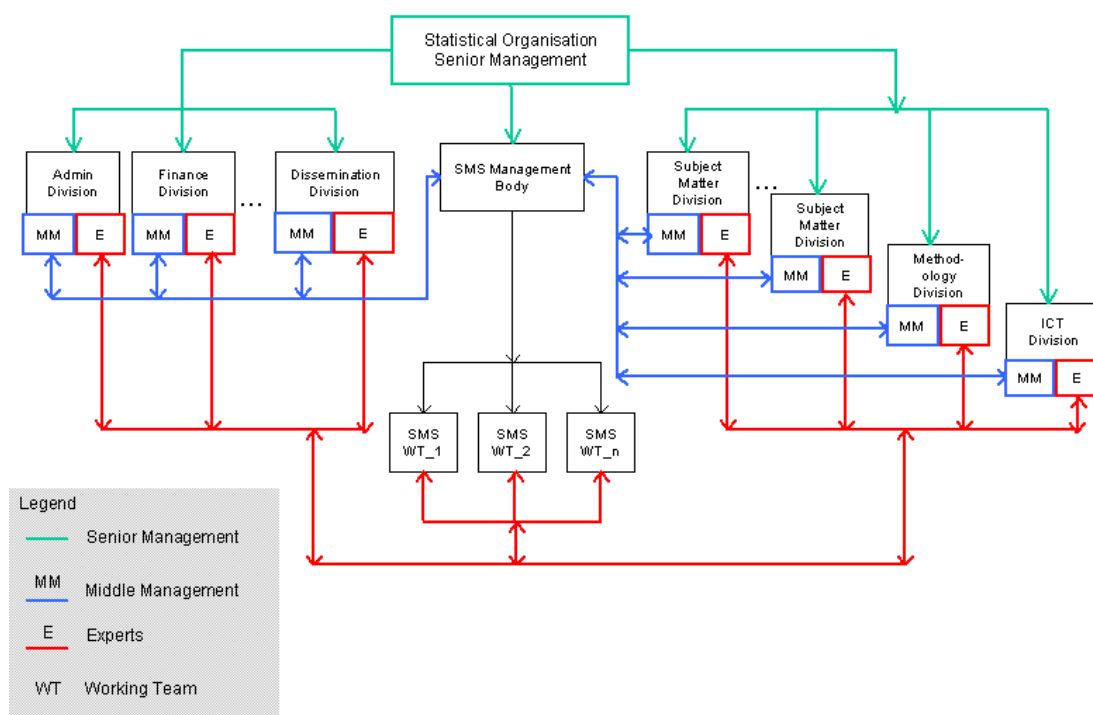 Statistical Organisation
Senior Management
Admin
Division
MM
E
Finance
Division
MM
E
...
Dissemination
Division
MM
E
SMS Management
Body
Subject
Matter
Division
MM
E
...
Subject
Matter
Division
MM
E
Method-
ology
Division
MM
E
ICT
Division
MM
E
SMS
WT_1
SMS
WT_2
SMS
WT_n
Legend
Senior Management
MM
Middle Management
E
Experts
WT
Working Team